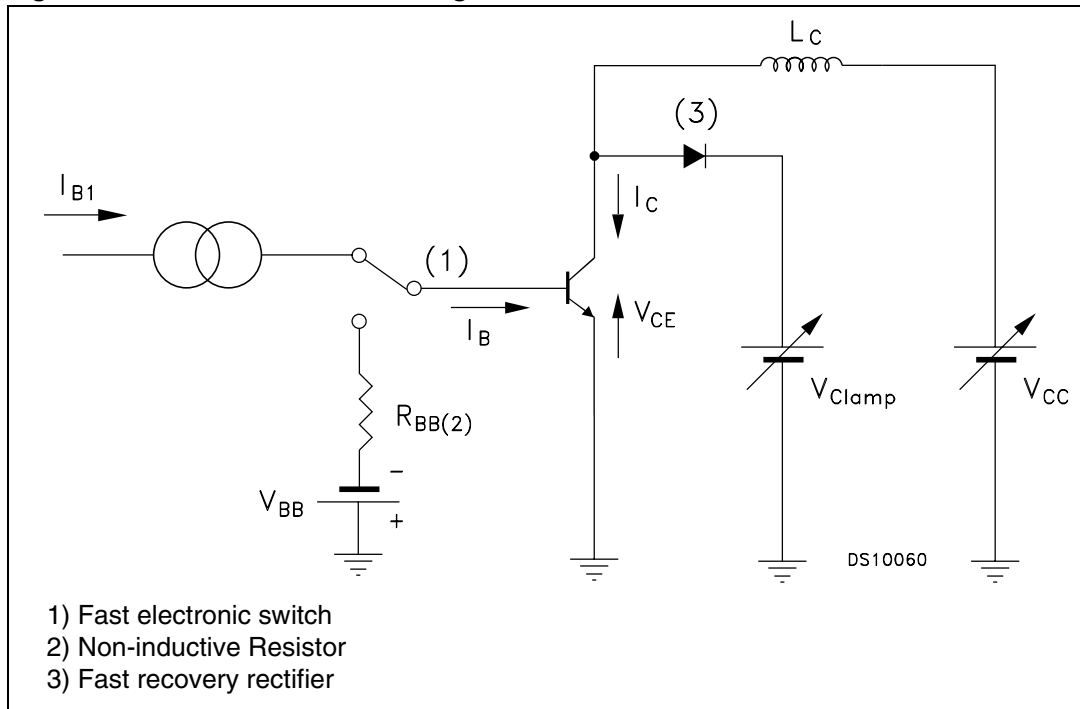 L C
(3)
I B1
I C
(1)
I B
V CE
R BB(2)
V Clamp
V CC
-
V BB
+
DS10060
1) Fast electronic switch
2) Non-inductive Resistor
3) Fast recovery rectifier